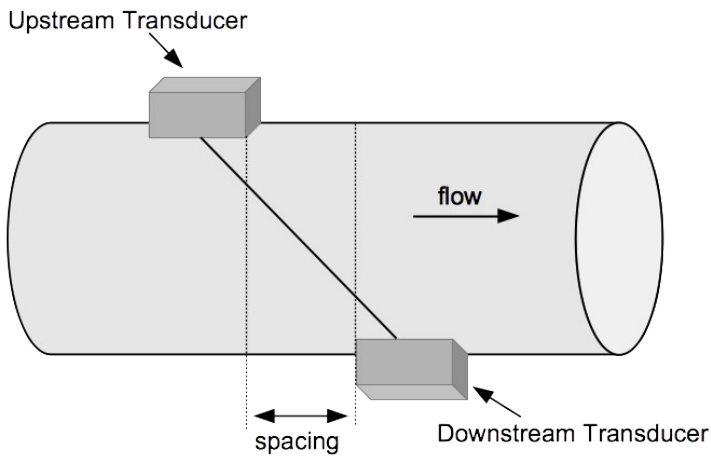 Upstream Transducer
flow
spacing
Downstream Transducer